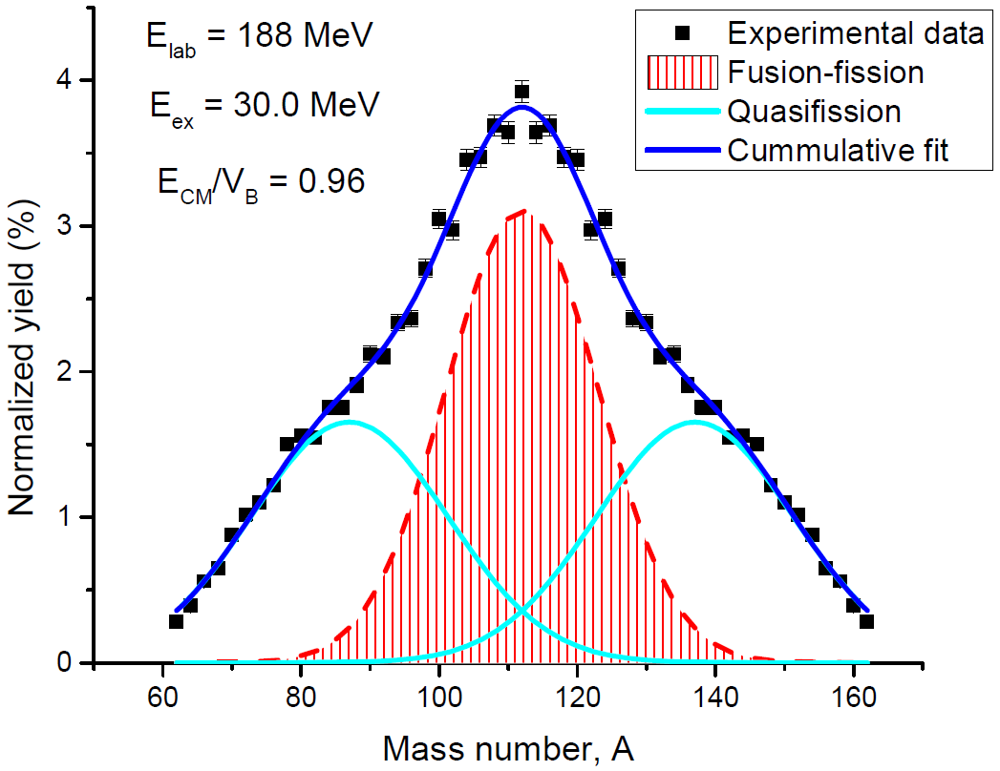 E_lab = 188 MeV
E_ex = 30.0 MeV
E_CM/V_B = 0.96
Experimental data
Fusion-fission
Quasifission
Cummulative fit
Normalized yield (%)
4
3
2
1
0
60 80 100 120 140 160
Mass number, A